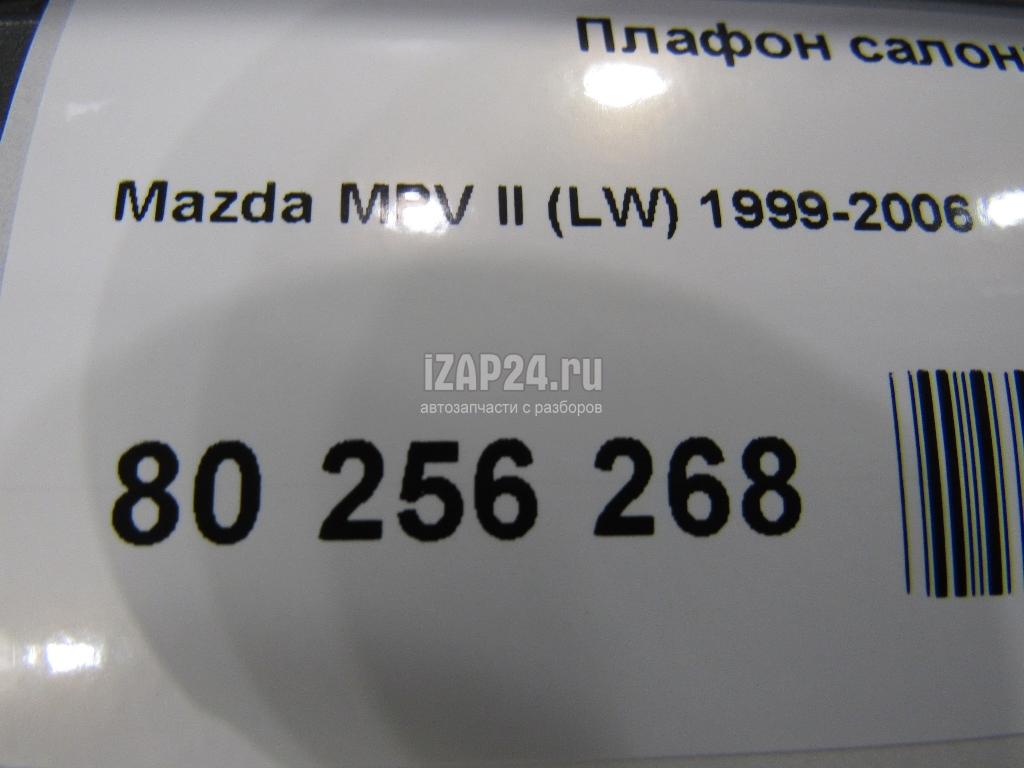 Плафон салон
Mazda MPV II (LW) 1999-2006
iZAP24.ru
автозапчасти с разборов
80 256 268